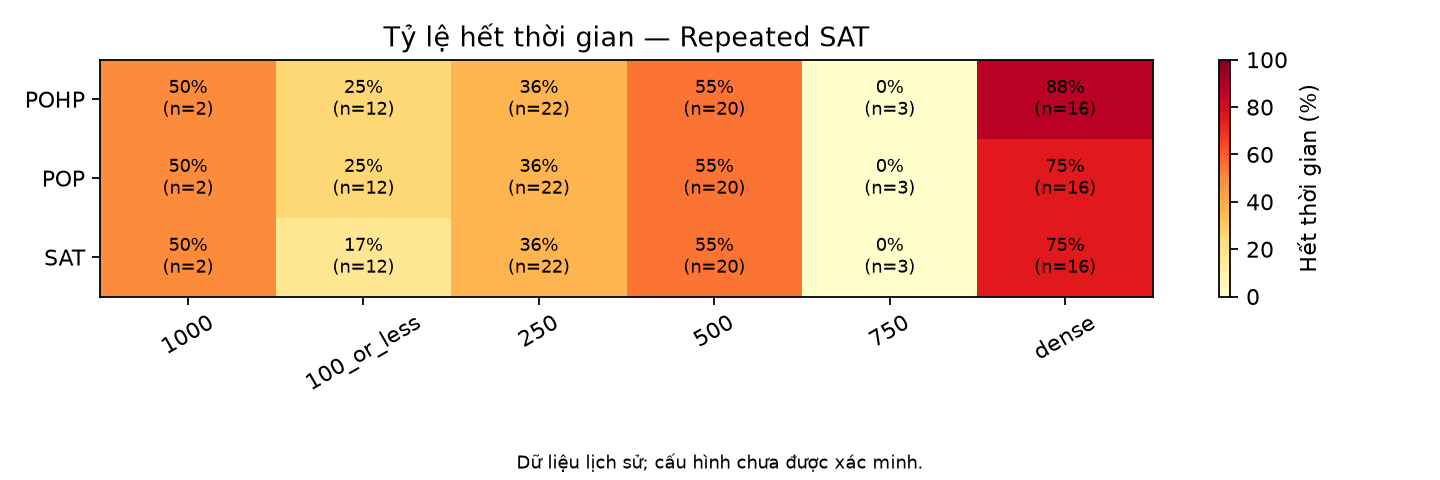 Tỷ lệ hết thời gian — Repeated SAT
POHP
50%
(n=2)
25%
(n=12)
36%
(n=22)
55%
(n=20)
0%
(n=3)
88%
(n=16)
POP
50%
(n=2)
25%
(n=12)
36%
(n=22)
55%
(n=20)
0%
(n=3)
75%
(n=16)
SAT
50%
(n=2)
17%
(n=12)
36%
(n=22)
55%
(n=20)
0%
(n=3)
75%
(n=16)
1000
100_or_less
250
500
750
dense
100
80
60
40
20
0
Hết thời gian (%)
Dữ liệu lịch sử; cấu hình chưa được xác minh.